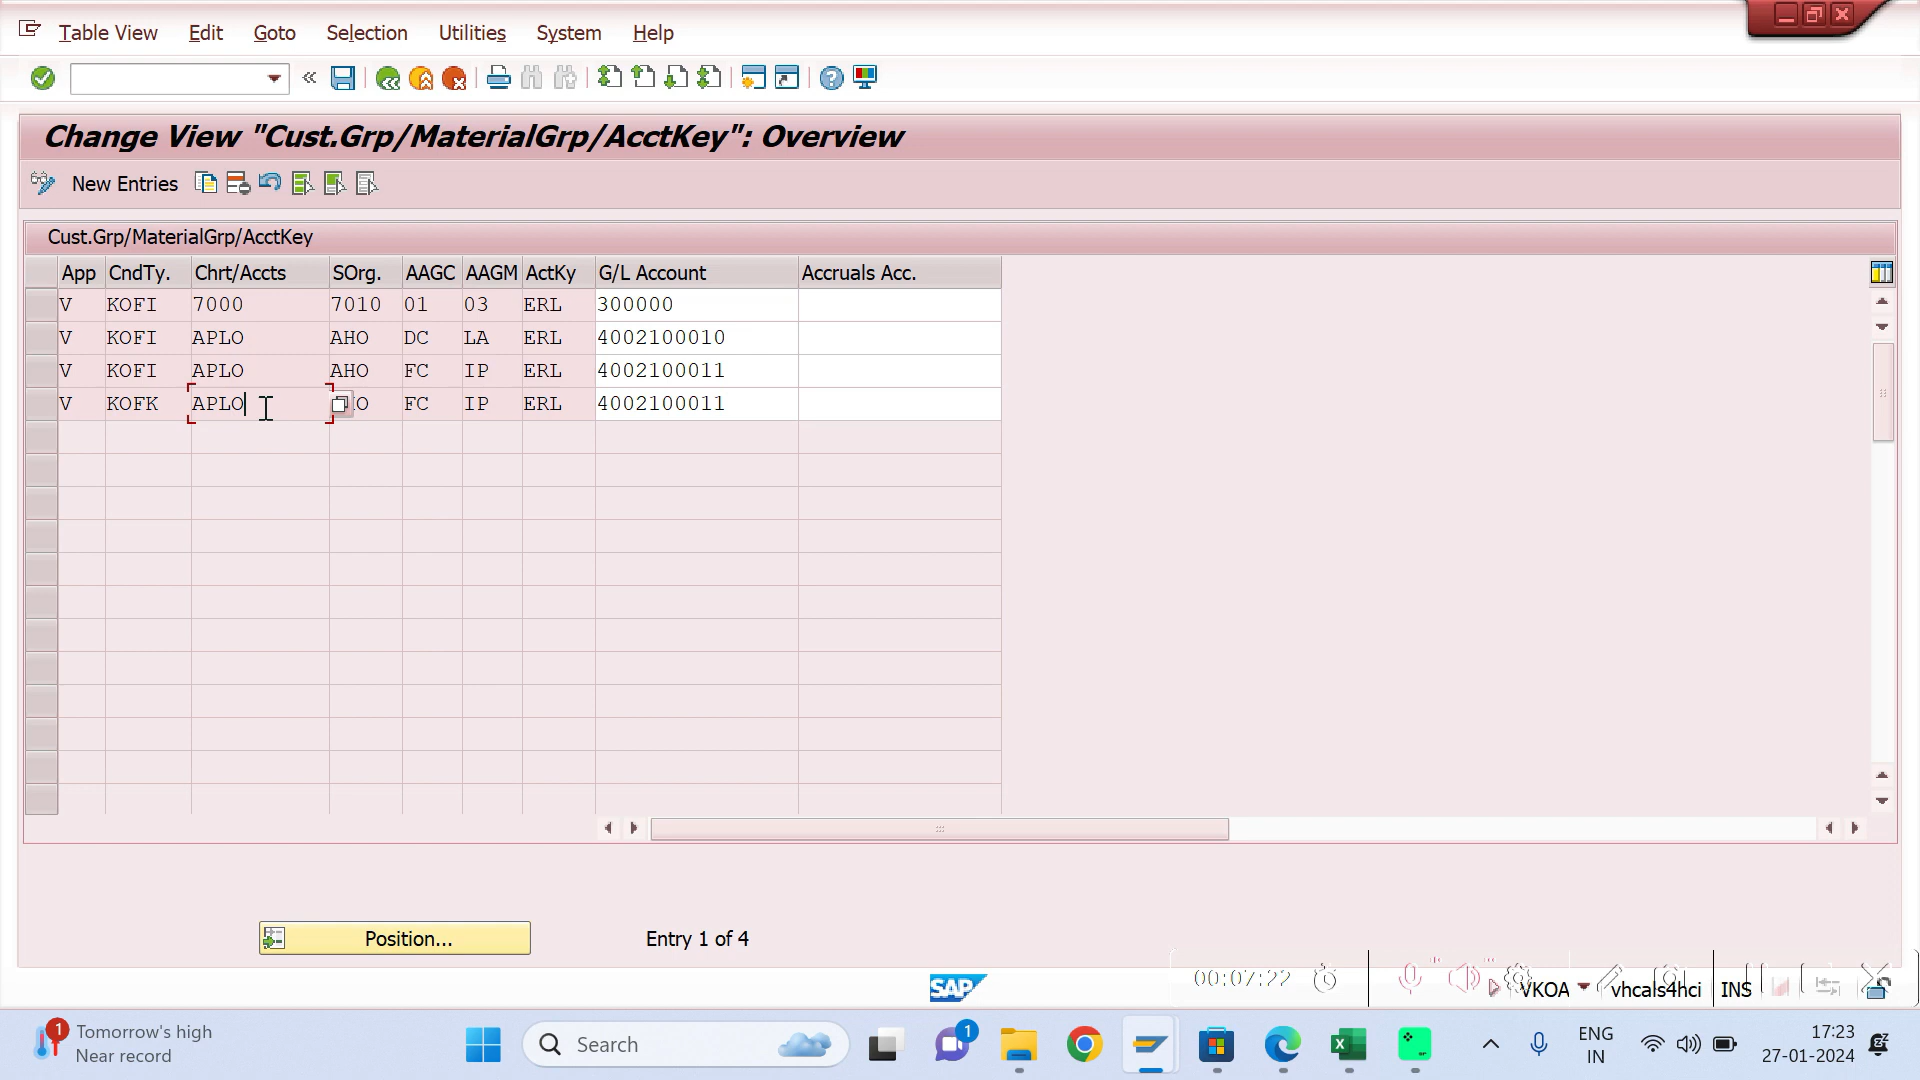 Table View Edit Goto Selection Utilities System Help
Change View "Cust.Grp/MaterialGrp/AcctKey": Overview
New Entries
Cust.Grp/MaterialGrp/AcctKey
App CndTy. Chrt/Accts SOrg. AAGC AAGM ActKy G/L Account Accruals Acc.
V KOFI 7000 7010 01 03 ERL 300000
V KOFI APLO AHO DC LA ERL 4002100010
V KOFI APLO AHO FC IP ERL 4002100011
V KOFK APLO FC IP ERL 4002100011
Position... Entry 1 of 4
SAP 00:07:22 VKOA vhcals4hci INS
1 Tomorrow's high
Near record
Search
1
ENG
IN
17:23
27-01-2024